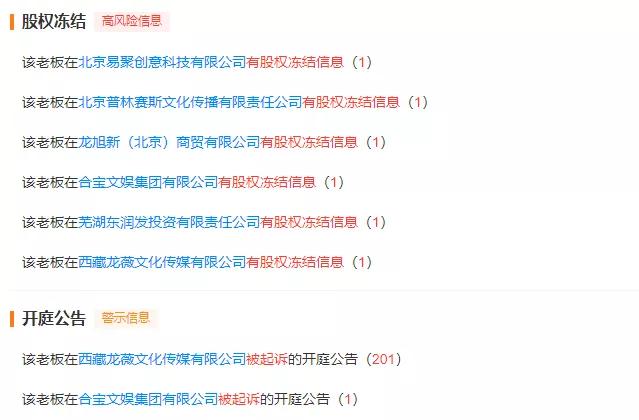 股权冻结 高风险信息
该老板在北京易聚创意科技有限公司有股权冻结信息（1）
该老板在北京普林赛斯文化传播有限责任公司有股权冻结信息（1）
该老板在龙旭新（北京）商贸有限公司有股权冻结信息（1）
该老板在合宝文娱集团有限公司有股权冻结信息（1）
该老板在芜湖东润发投资有限责任公司有股权冻结信息（1）
该老板在西藏龙薇文化传媒有限公司有股权冻结信息（1）
开庭公告 警示信息
该老板在西藏龙薇文化传媒有限公司被起诉的开庭公告（201）
该老板在合宝文娱集团有限公司被起诉的开庭公告（1）